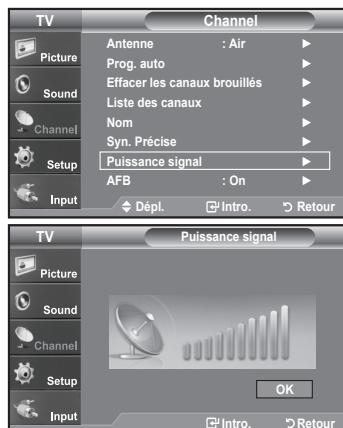 TV Channel
Picture
Sound
Channel
Setup
Input
Antenne : Air
Prog. auto
Effacer les canaux brouillés
Liste des canaux
Nom
Syn. Précise
Puissance signal
AFB : On
Dépl. Intro. Retour
TV Puissance signal
Picture
Sound
Channel
Setup
Input
OK
Intro. Retour